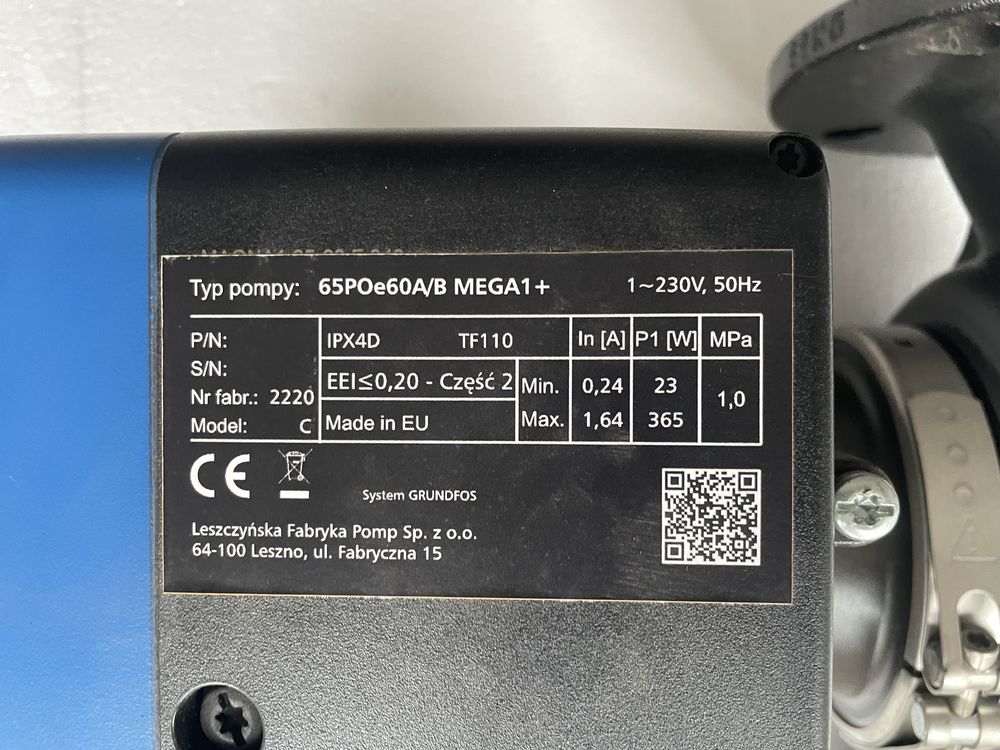 Typ pompy: 65POe60A/B MEGA1+ 1~230V, 50Hz
P/N: IPX4D TF110 In [A] P1 [W] MPa
S/N: EEI≤0,20 - Część 2 Min. 0,24 23 1,0
Nr fabr.: 2220 Max. 1,64 365
Model: C Made in EU
CE
System GRUNDFOS
Leszczyńska Fabryka Pomp Sp. z o.o.
64-100 Leszno, ul. Fabryczna 15